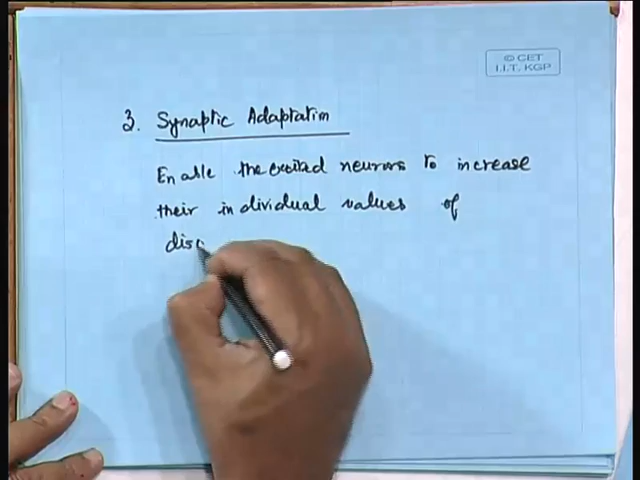 © CET
I.I.T. KGP
3. Synaptic Adaptation
Enable the excited neurons to increase
their individual values of
disc